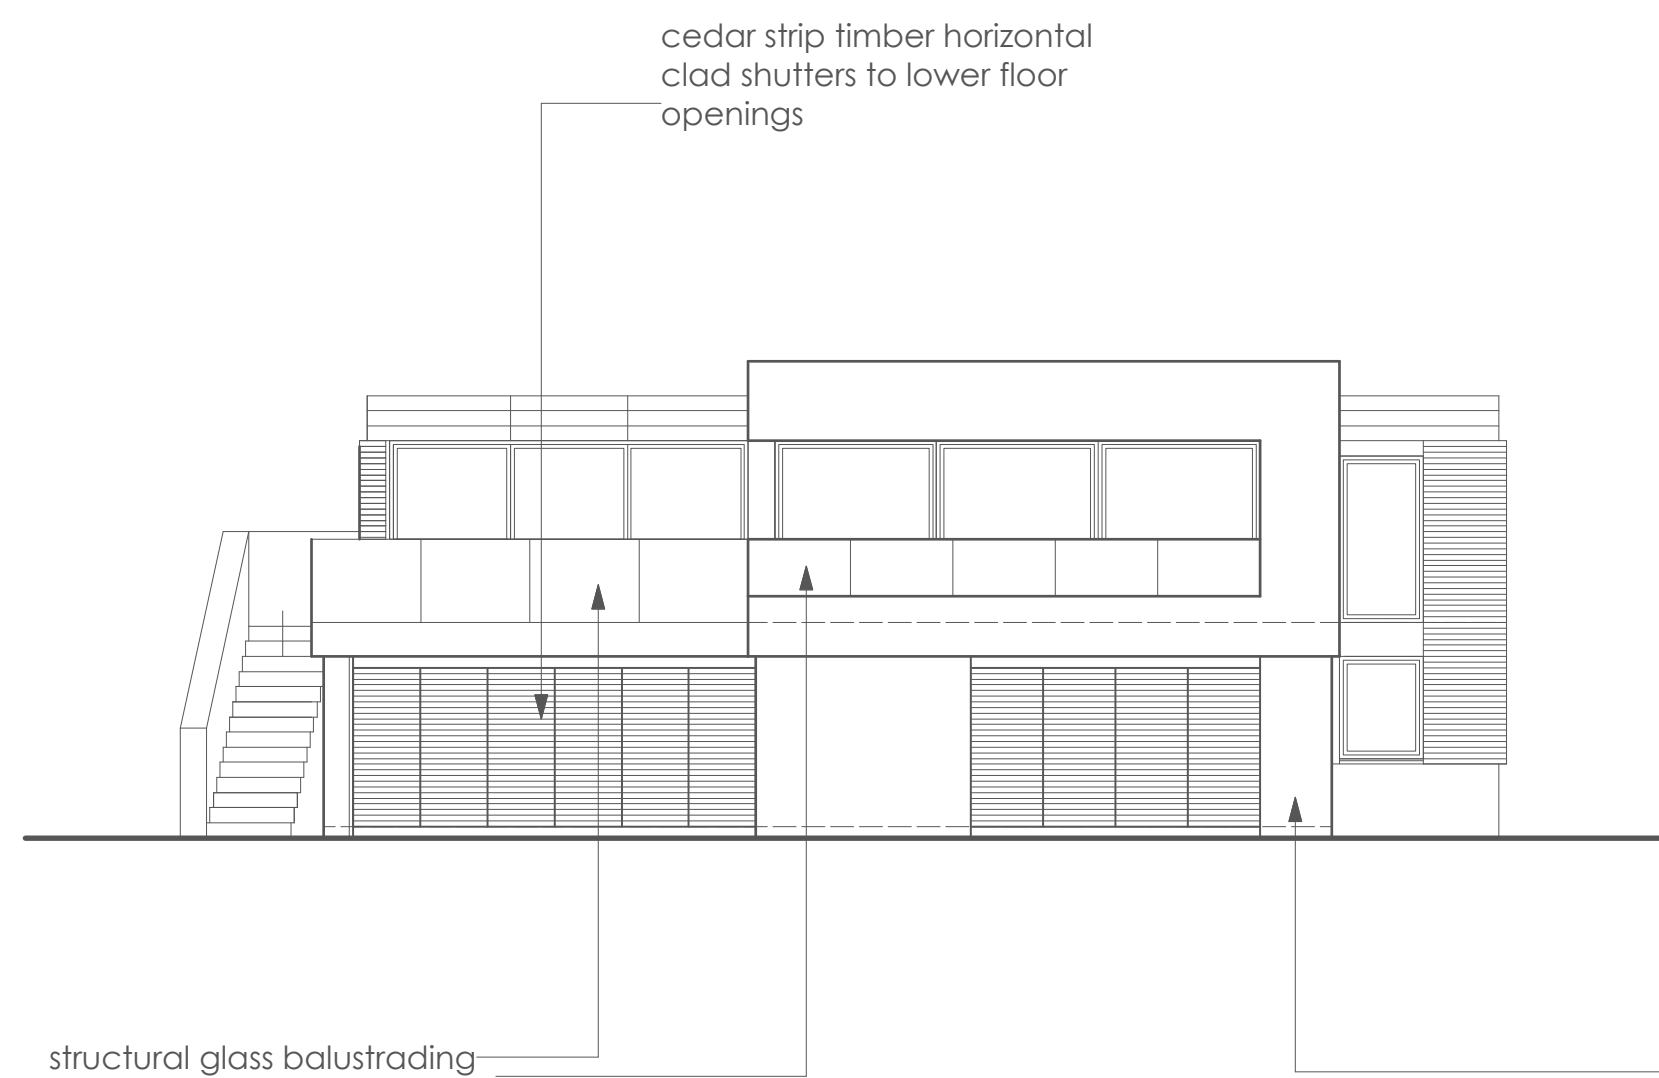 cedar strip timber horizontal
clad shutters to lower floor
openings
structural glass balustrading